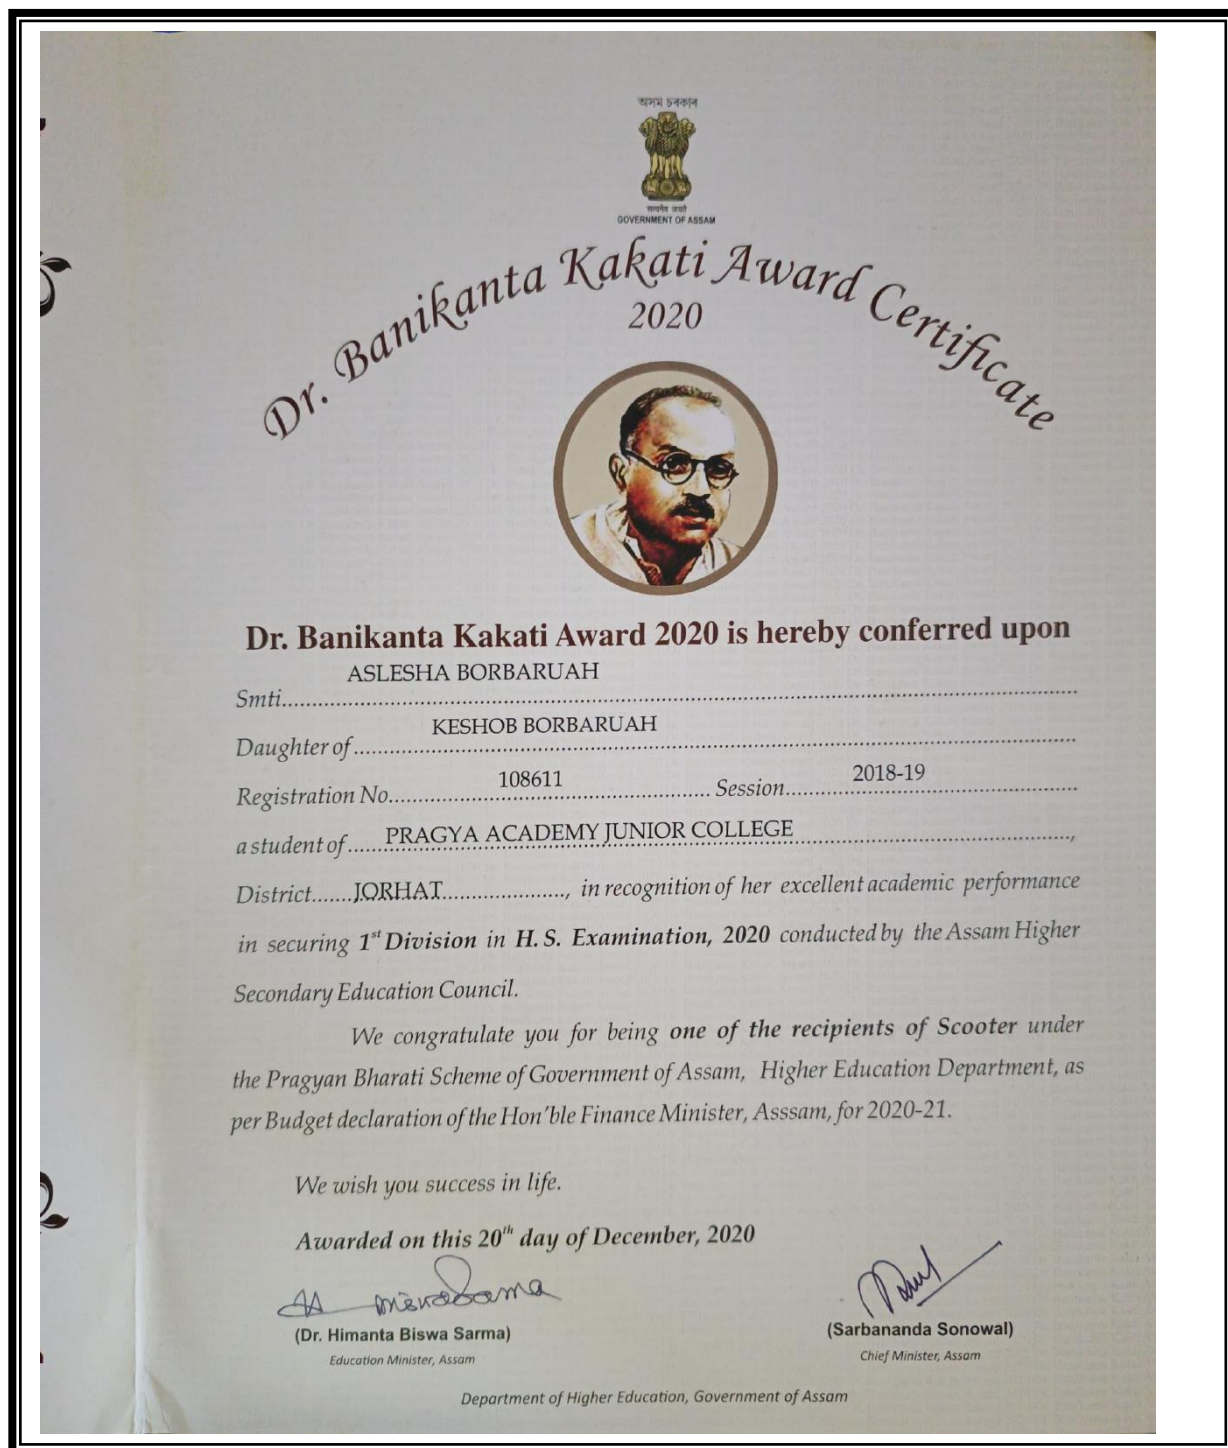 অসম চৰকাৰ
सत्यमेव जयते
GOVERNMENT OF ASSAM
Dr. Banikanta Kakati Award Certificate
2020
Dr. Banikanta Kakati Award 2020 is hereby conferred upon
ASLESHA BORBARUAH
Smti................................................................
KESHOB BORBARUAH
Daughter of................................................................
108611 2018-19
Registration No................................ Session................................
a student of......PRAGYA ACADEMY JUNIOR COLLEGE................................,
District.......JORHAT....................., in recognition of her excellent academic performance
in securing 1st Division in H. S. Examination, 2020 conducted by the Assam Higher
Secondary Education Council.
We congratulate you for being one of the recipients of Scooter under
the Pragyan Bharati Scheme of Government of Assam, Higher Education Department, as
per Budget declaration of the Hon'ble Finance Minister, Asssam, for 2020-21.
We wish you success in life.
Awarded on this 20th day of December, 2020
(Dr. Himanta Biswa Sarma) (Sarbananda Sonowal)
Education Minister, Assam Chief Minister, Assam
Department of Higher Education, Government of Assam